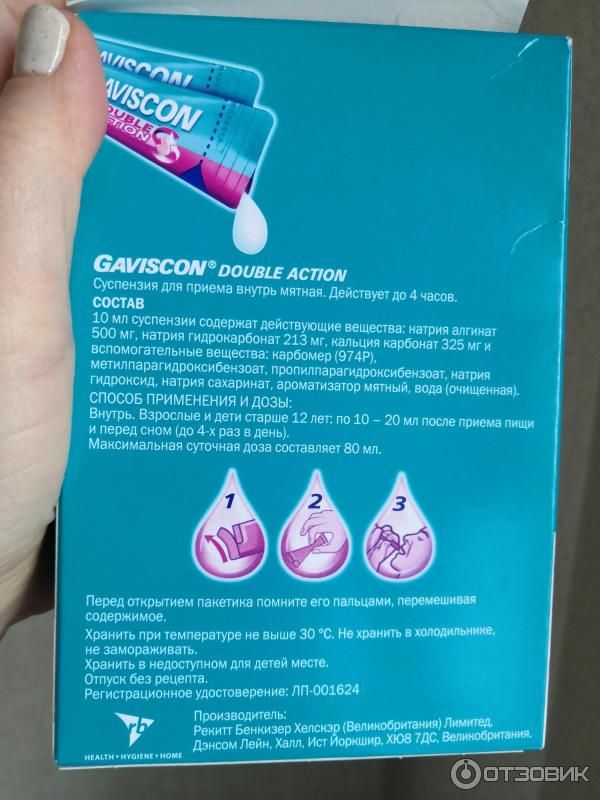 AVISCON
AVISCON
DOUBLE
ACTION
GAVISCON® DOUBLE ACTION
Суспензия для приема внутрь мятная. Действует до 4 часов.
СОСТАВ
10 мл суспензии содержат действующие вещества: натрия алгинат
500 мг, натрия гидрокарбонат 213 мг, кальция карбонат 325 мг и
вспомогательные вещества: карбомер (974Р),
метилпарагидроксибензоат, пропилпарагидроксибензоат, натрия
гидроксид, натрия сахаринат, ароматизатор мятный, вода (очищенная).
СПОСОБ ПРИМЕНЕНИЯ И ДОЗЫ:
Внутрь. Взрослые и дети старше 12 лет: по 10 – 20 мл после приема пищи
и перед сном (до 4-х раз в день).
Максимальная суточная доза составляет 80 мл.
1 2 3
Перед открытием пакетика помните его пальцами, перемешивая
содержимое.
Хранить при температуре не выше 30 °С. Не хранить в холодильнике,
не замораживать.
Хранить в недоступном для детей месте.
Отпуск без рецепта.
Регистрационное удостоверение: ЛП-001624
Производитель:
Рекитт Бенкизер Хелскэр (Великобритания) Лимитед,
Дэнсом Лейн, Халл, Ист Йоркшир, ХЮ8 7ДС, Великобритания.
rb
HEALTH • HYGIENE • HOME
ОТЗОВИК